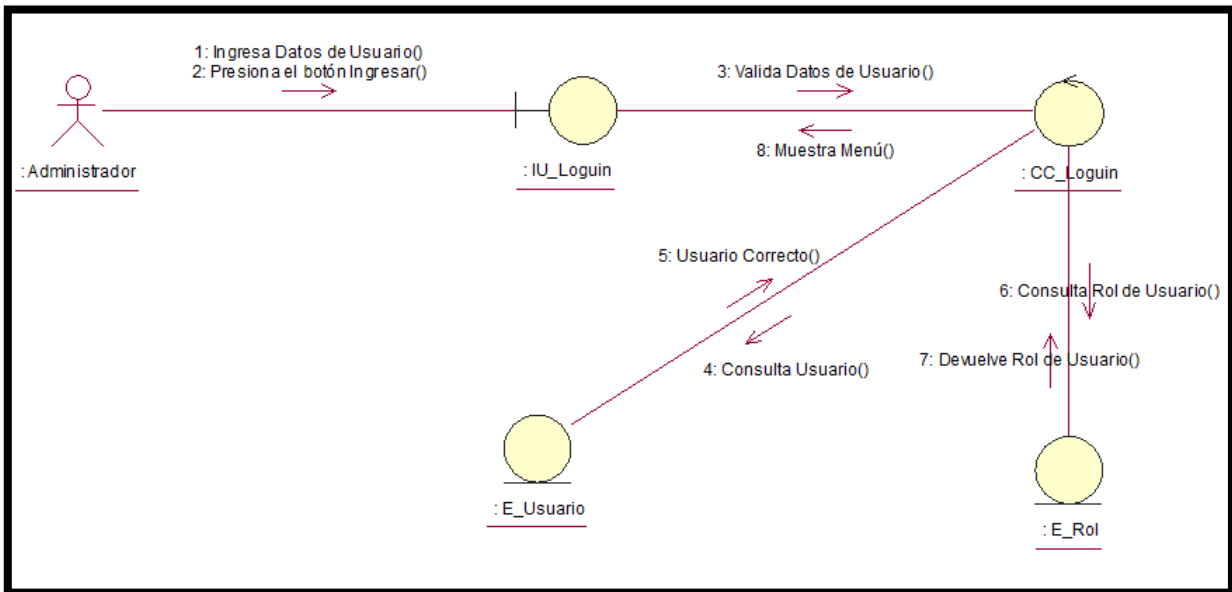 1: Ingresa Datos de Usuario()
2: Presiona el botón Ingresar()
3: Valida Datos de Usuario()
8: Muestra Menú()
: Administrador
: IU_Loguin
: CC_Loguin
5: Usuario Correcto()
6: Consulta Rol de Usuario()
4: Consulta Usuario()
7: Devuelve Rol de Usuario()
: E_Usuario
: E_Rol